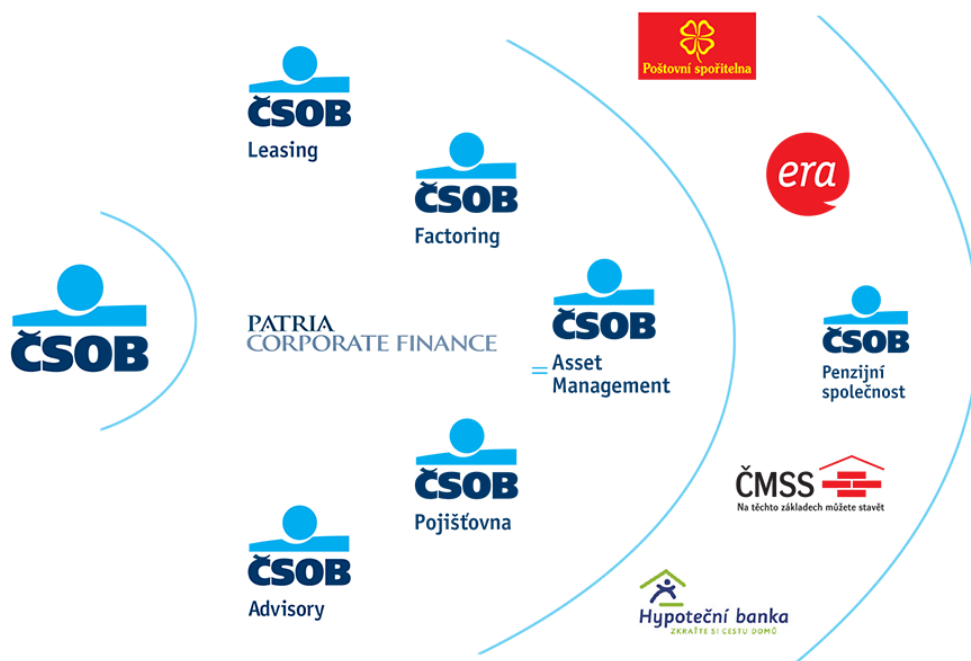 ČSOB
ČSOB
Leasing
ČSOB
Factoring
PATRIA
CORPORATE FINANCE
ČSOB
= Asset
Management
ČSOB
Pojišťovna
ČSOB
Advisory
Poštovní spořitelna
era
ČSOB
Penzijní
společnost
ČMSS
Na těchto základech můžete stavět
Hypoteční banka
ZKRAŤTE SI CESTU DOMŮ